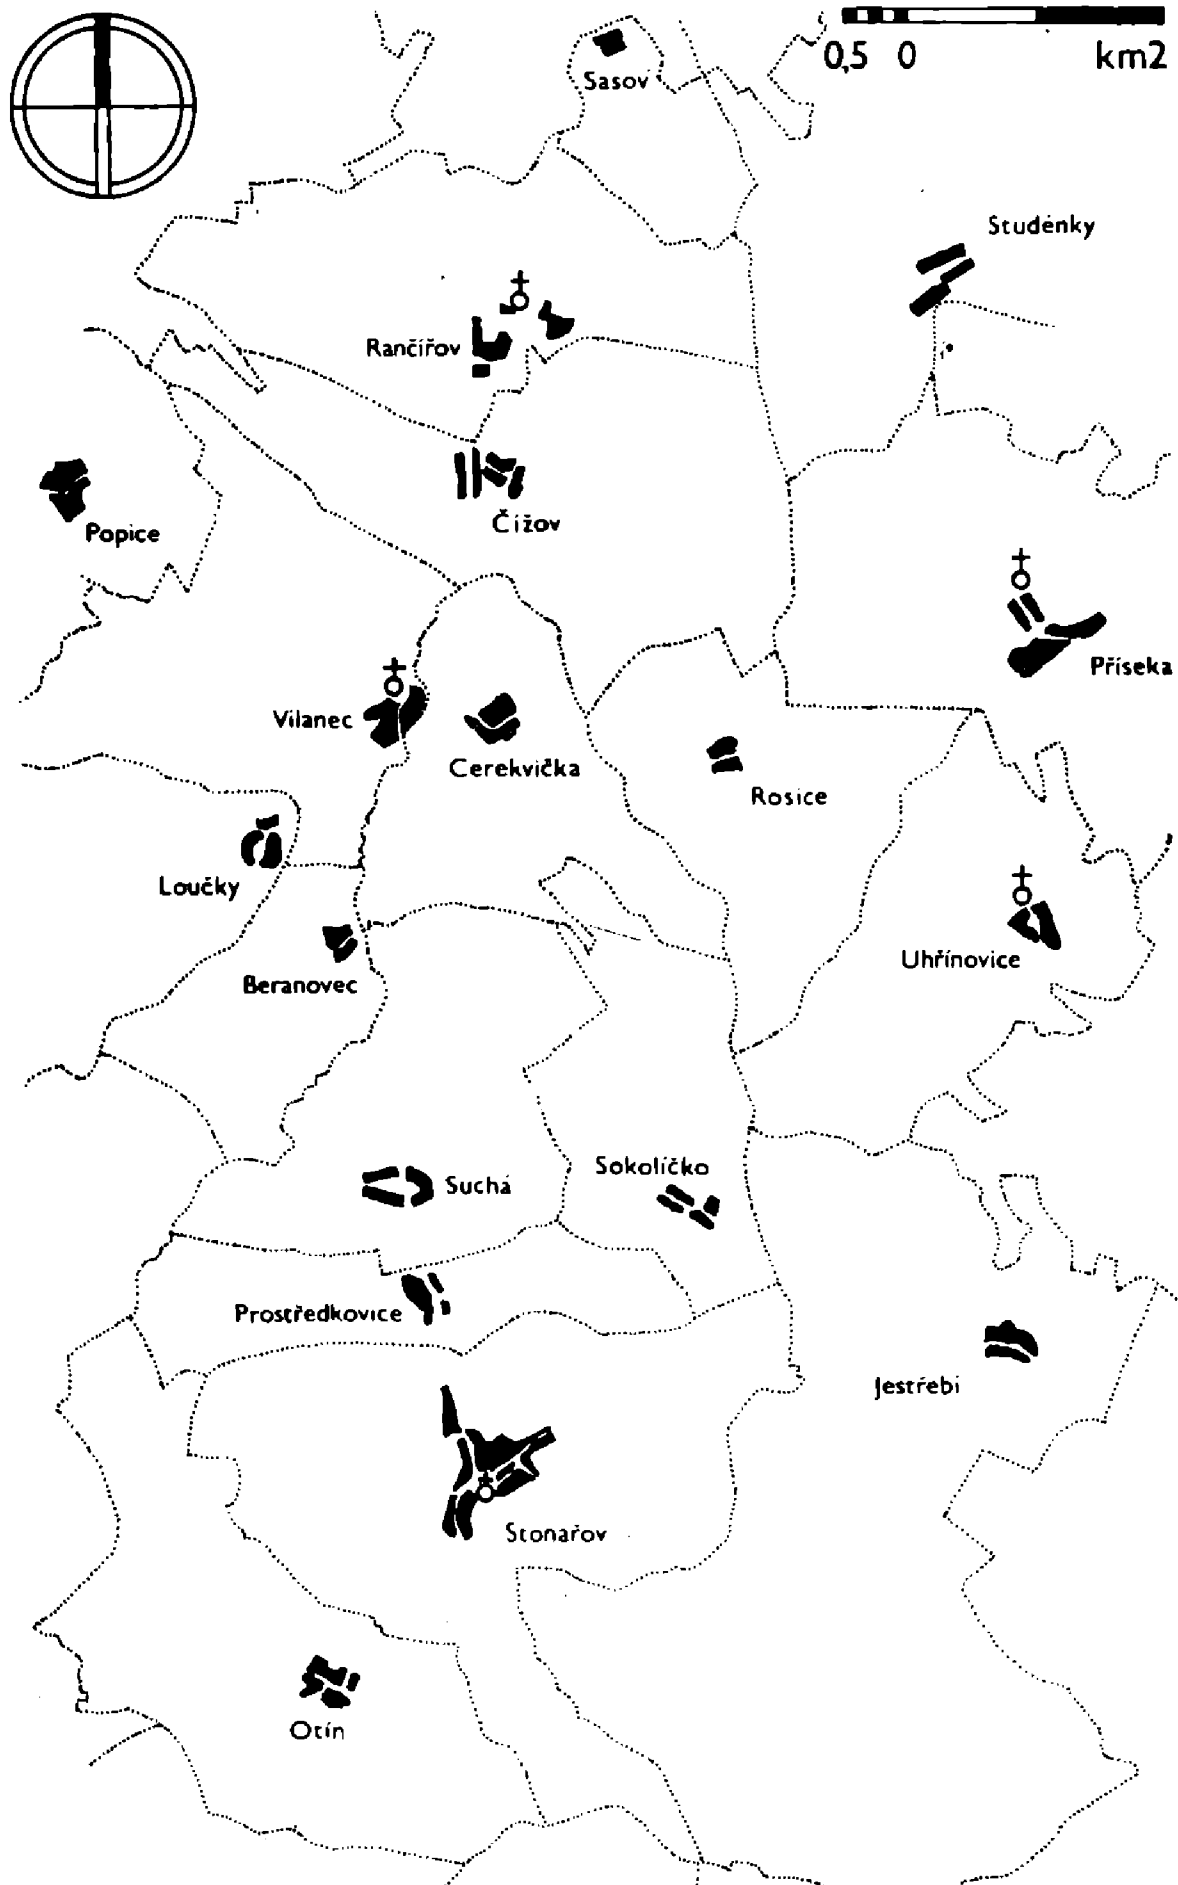 0,5 0 km2
Sasov
Studénky
Rančířov
Čížov
Popice
Příseka
Vílanec
Cerekvička
Rosice
Loučky
Uhřínovice
Beranovec
Sokolíčko
Suchá
Prostředkovice
Jestřebí
Stonařov
Otín